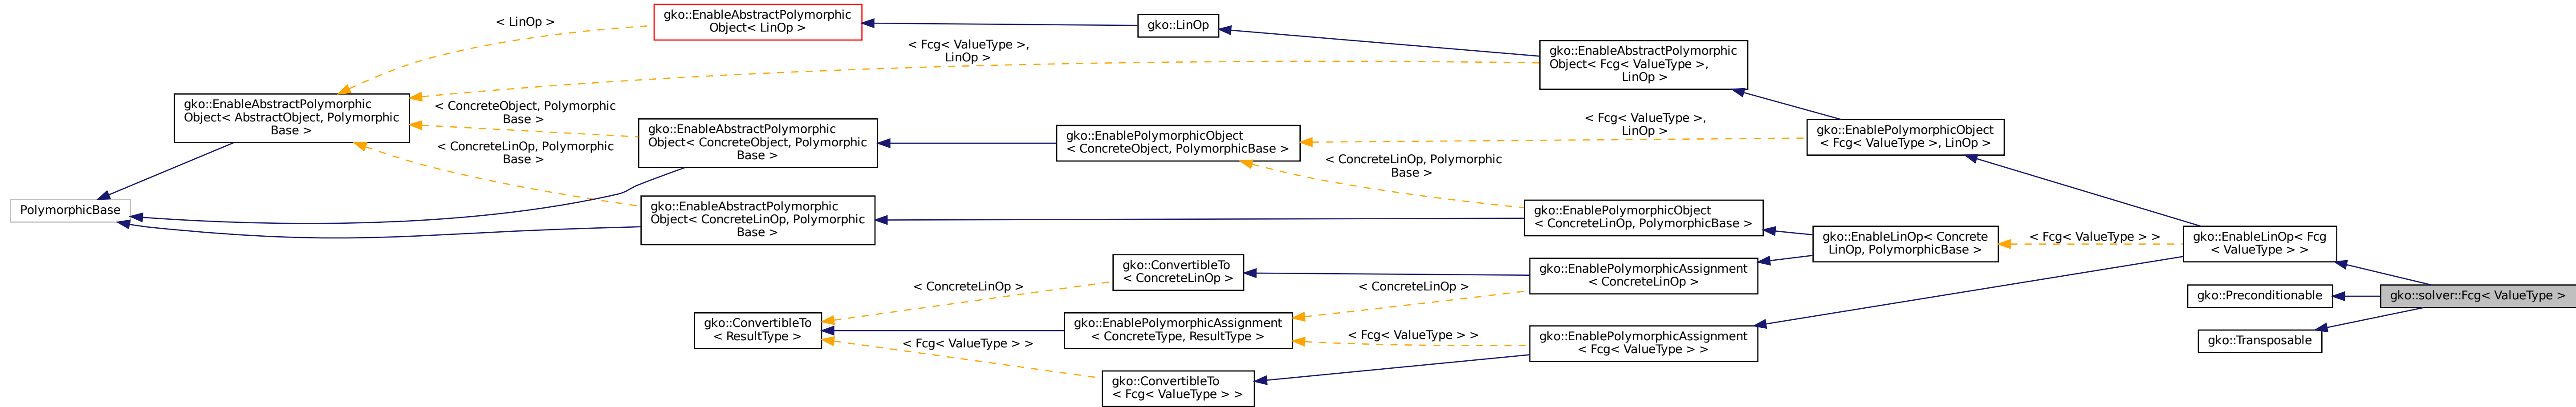 gko::EnableAbstractPolymorphic
Object< LinOp >
< LinOp >
gko::LinOp
< Fcg< ValueType >,
LinOp >
gko::EnableAbstractPolymorphic
Object< Fcg< ValueType >,
LinOp >
gko::EnableAbstractPolymorphic
Object< AbstractObject, Polymorphic
Base >
< ConcreteObject, Polymorphic
Base >
gko::EnableAbstractPolymorphic
Object< ConcreteObject, Polymorphic
Base >
gko::EnablePolymorphicObject
< ConcreteObject, PolymorphicBase >
< Fcg< ValueType >,
LinOp >
gko::EnablePolymorphicObject
< Fcg< ValueType >, LinOp >
< ConcreteLinOp, Polymorphic
Base >
< ConcreteLinOp, Polymorphic
Base >
PolymorphicBase
gko::EnableAbstractPolymorphic
Object< ConcreteLinOp, Polymorphic
Base >
gko::EnablePolymorphicObject
< ConcreteLinOp, PolymorphicBase >
gko::EnableLinOp< Concrete
LinOp, PolymorphicBase >
< Fcg< ValueType > >
gko::EnableLinOp< Fcg
< ValueType > >
gko::ConvertibleTo
< ConcreteLinOp >
gko::EnablePolymorphicAssignment
< ConcreteLinOp >
< ConcreteLinOp >
< ConcreteLinOp >
gko::Preconditionable
gko::solver::Fcg< ValueType >
gko::ConvertibleTo
< ResultType >
gko::EnablePolymorphicAssignment
< ConcreteType, ResultType >
< Fcg< ValueType > >
gko::EnablePolymorphicAssignment
< Fcg< ValueType > >
gko::Transposable
< Fcg< ValueType > >
gko::ConvertibleTo
< Fcg< ValueType > >